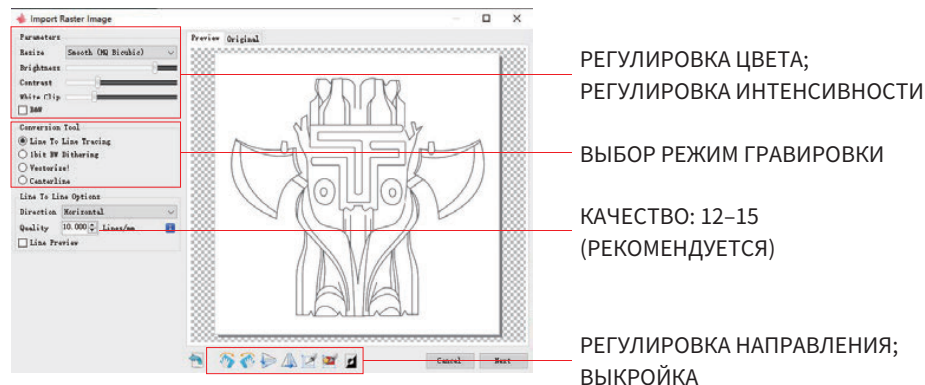 Import Raster Image
Parameters
Resize Smooth (HQ Bicubic)
Brightness
Contrast
White Clip
B&W
Conversion Tool
Line To Line Tracing
1bit BW Dithering
Vectorize!
Centerline
Line To Line Options
Direction Horizontal
Quality 10.000 Lines/mm
Line Preview
Preview Original
Cancel Next
РЕГУЛИРОВКА ЦВЕТА;
РЕГУЛИРОВКА ИНТЕНСИВНОСТИ
ВЫБОР РЕЖИМ ГРАВИРОВКИ
КАЧЕСТВО: 12–15
(РЕКОМЕНДУЕТСЯ)
РЕГУЛИРОВКА НАПРАВЛЕНИЯ;
ВЫКРОЙКА